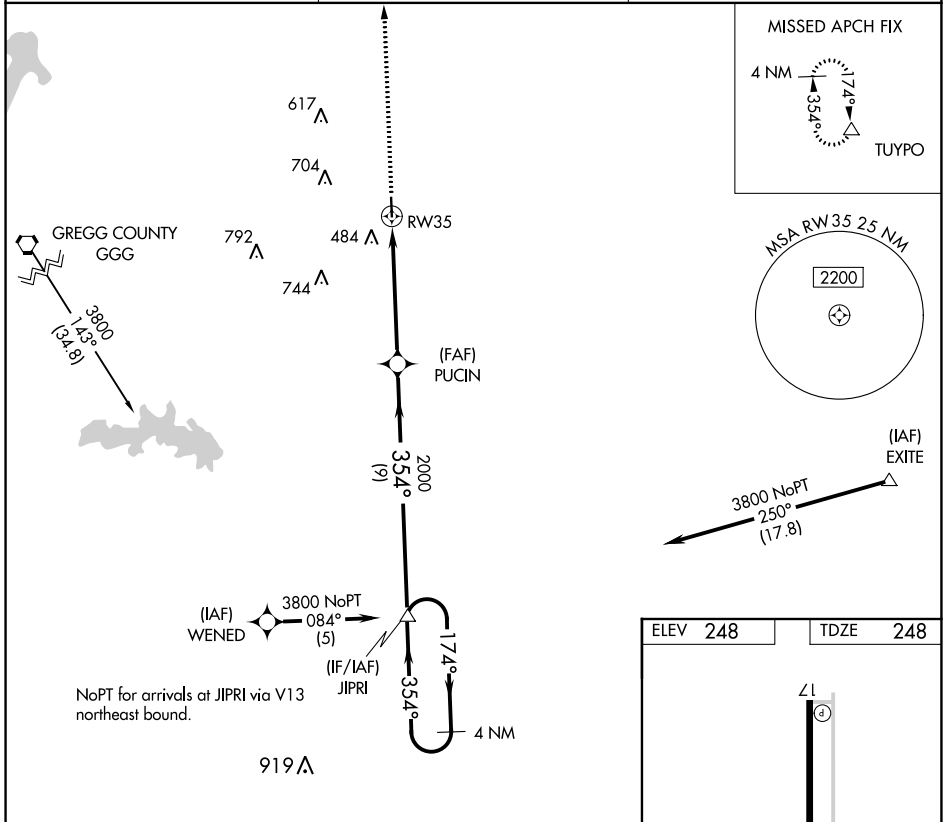 MISSED APCH FIX
4 NM
174°
354°
TUYPO
617
704
RW35
GREGG COUNTY
GGG
792
484
744
MSA RW35 25 NM
2200
3800
143°
(34.8)
(FAF)
PUCIN
2000
354°
(9)
(IAF)
EXITE
3800 NoPT
250°
(17.8)
(IAF)
WENED
3800 NoPT
084°
(5)
(IF/IAF)
JIPRI
174°
354°
4 NM
NoPT for arrivals at JIPRI via V13
northeast bound.
919
ELEV 248
TDZE 248
17
P